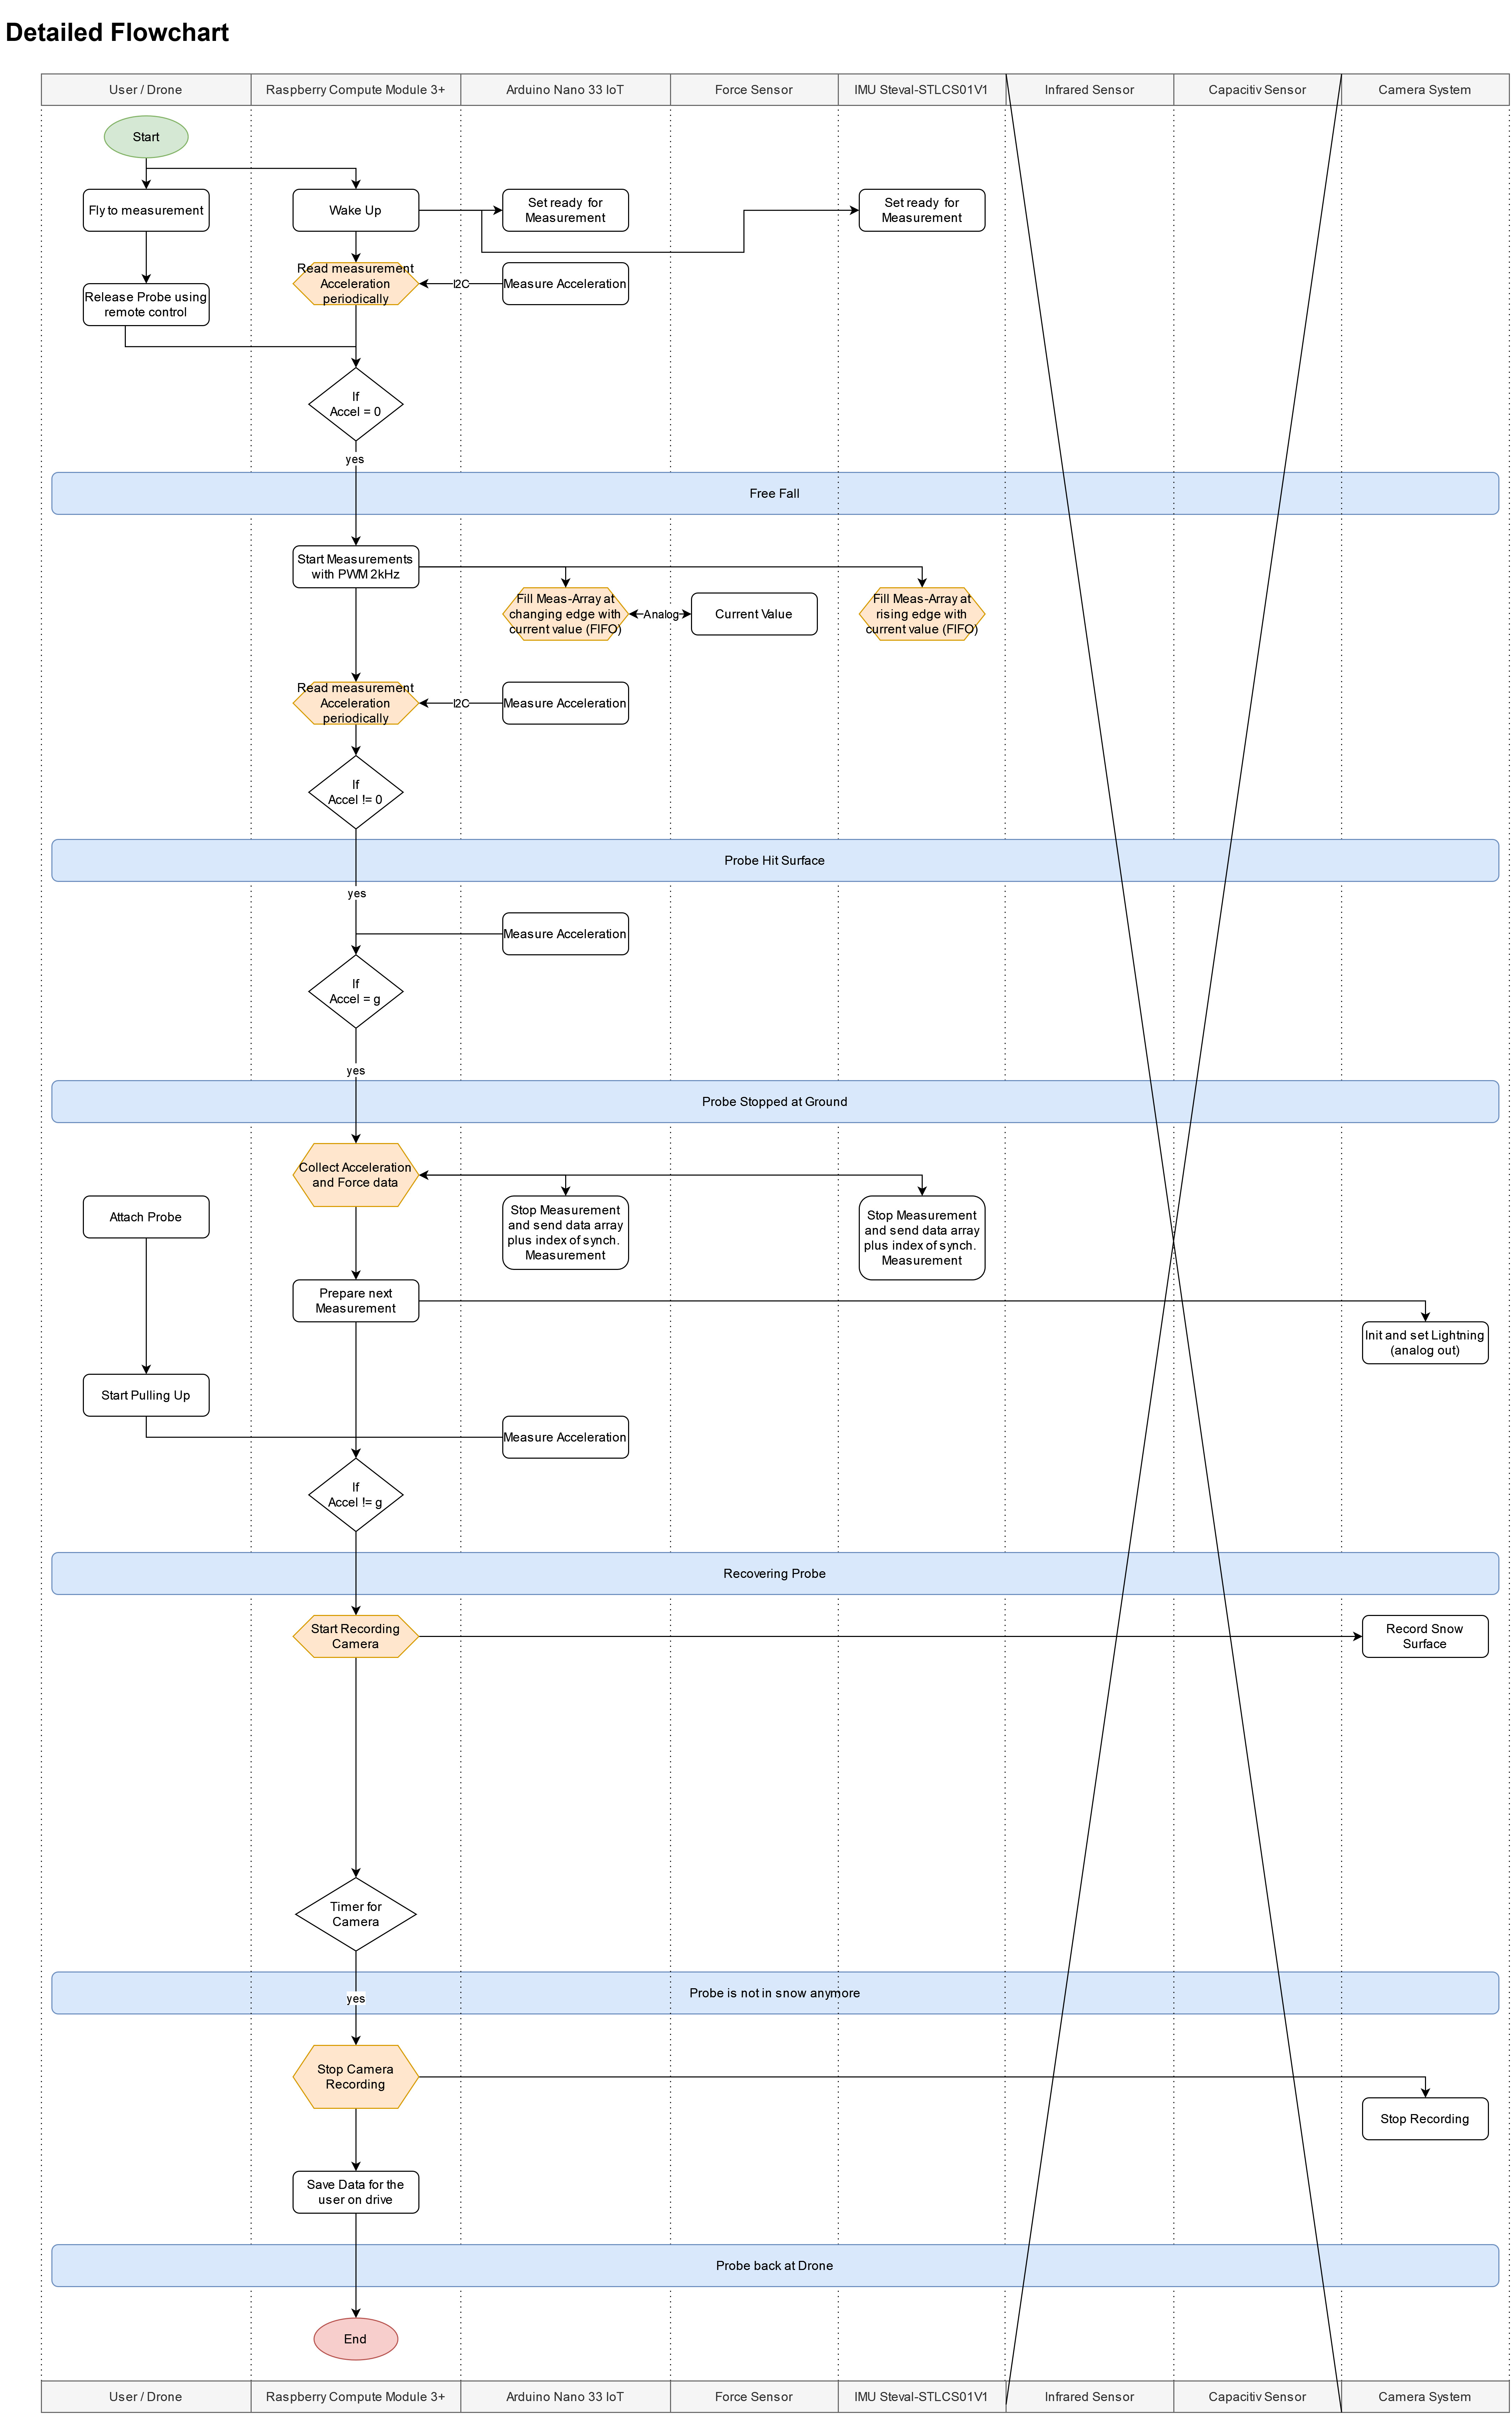 Detailed Flowchart
User / Drone
Raspberry Compute Module 3+
Arduino Nano 33 IoT
Force Sensor
IMU Steval-STLCS01V1
Infrared Sensor
Capacitiv Sensor
Camera System
Start
Fly to measurement
Wake Up
Set ready for
Measurement
Set ready for
Measurement
Release Probe using
remote control
Read measurement
Acceleration
periodically
I2C
Measure Acceleration
If
Accel = 0
yes
Free Fall
Start Measurements
with PWM 2kHz
Fill Meas-Array at
changing edge with
current value (FIFO)
Analog
Current Value
Fill Meas-Array at
rising edge with
current value (FIFO)
Read measurement
Acceleration
periodically
I2C
Measure Acceleration
If
Accel != 0
Probe Hit Surface
yes
Measure Acceleration
If
Accel = g
yes
Probe Stopped at Ground
Collect Acceleration
and Force data
Attach Probe
Stop Measurement
and send data array
plus index of synch.
Measurement
Stop Measurement
and send data array
plus index of synch.
Measurement
Prepare next
Measurement
Init and set Lightning
(analog out)
Start Pulling Up
Measure Acceleration
If
Accel != g
Recovering Probe
Start Recording
Camera
Record Snow
Surface
Timer for
Camera
Probe is not in snow anymore
yes
Stop Camera
Recording
Stop Recording
Save Data for the
user on drive
Probe back at Drone
End
User / Drone
Raspberry Compute Module 3+
Arduino Nano 33 IoT
Force Sensor
IMU Steval-STLCS01V1
Infrared Sensor
Capacitiv Sensor
Camera System